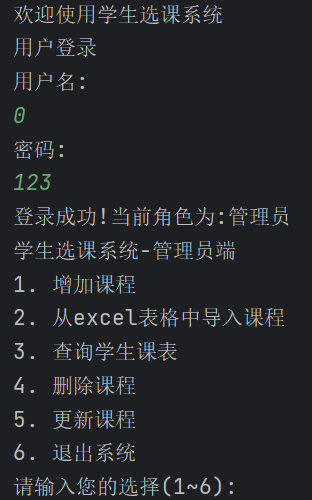 欢迎使用学生选课系统
用户登录
用户名:
0
密码:
123
登录成功!当前角色为:管理员
学生选课系统-管理员端
1. 增加课程
2. 从excel表格中导入课程
3. 查询学生课表
4. 删除课程
5. 更新课程
6. 退出系统
请输入您的选择(1~6):